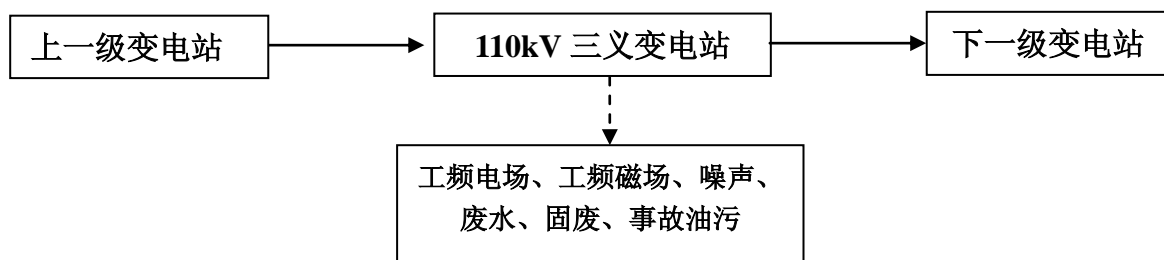 上一级变电站
110kV 三义变电站
下一级变电站
工频电场、工频磁场、噪声、
废水、固废、事故油污